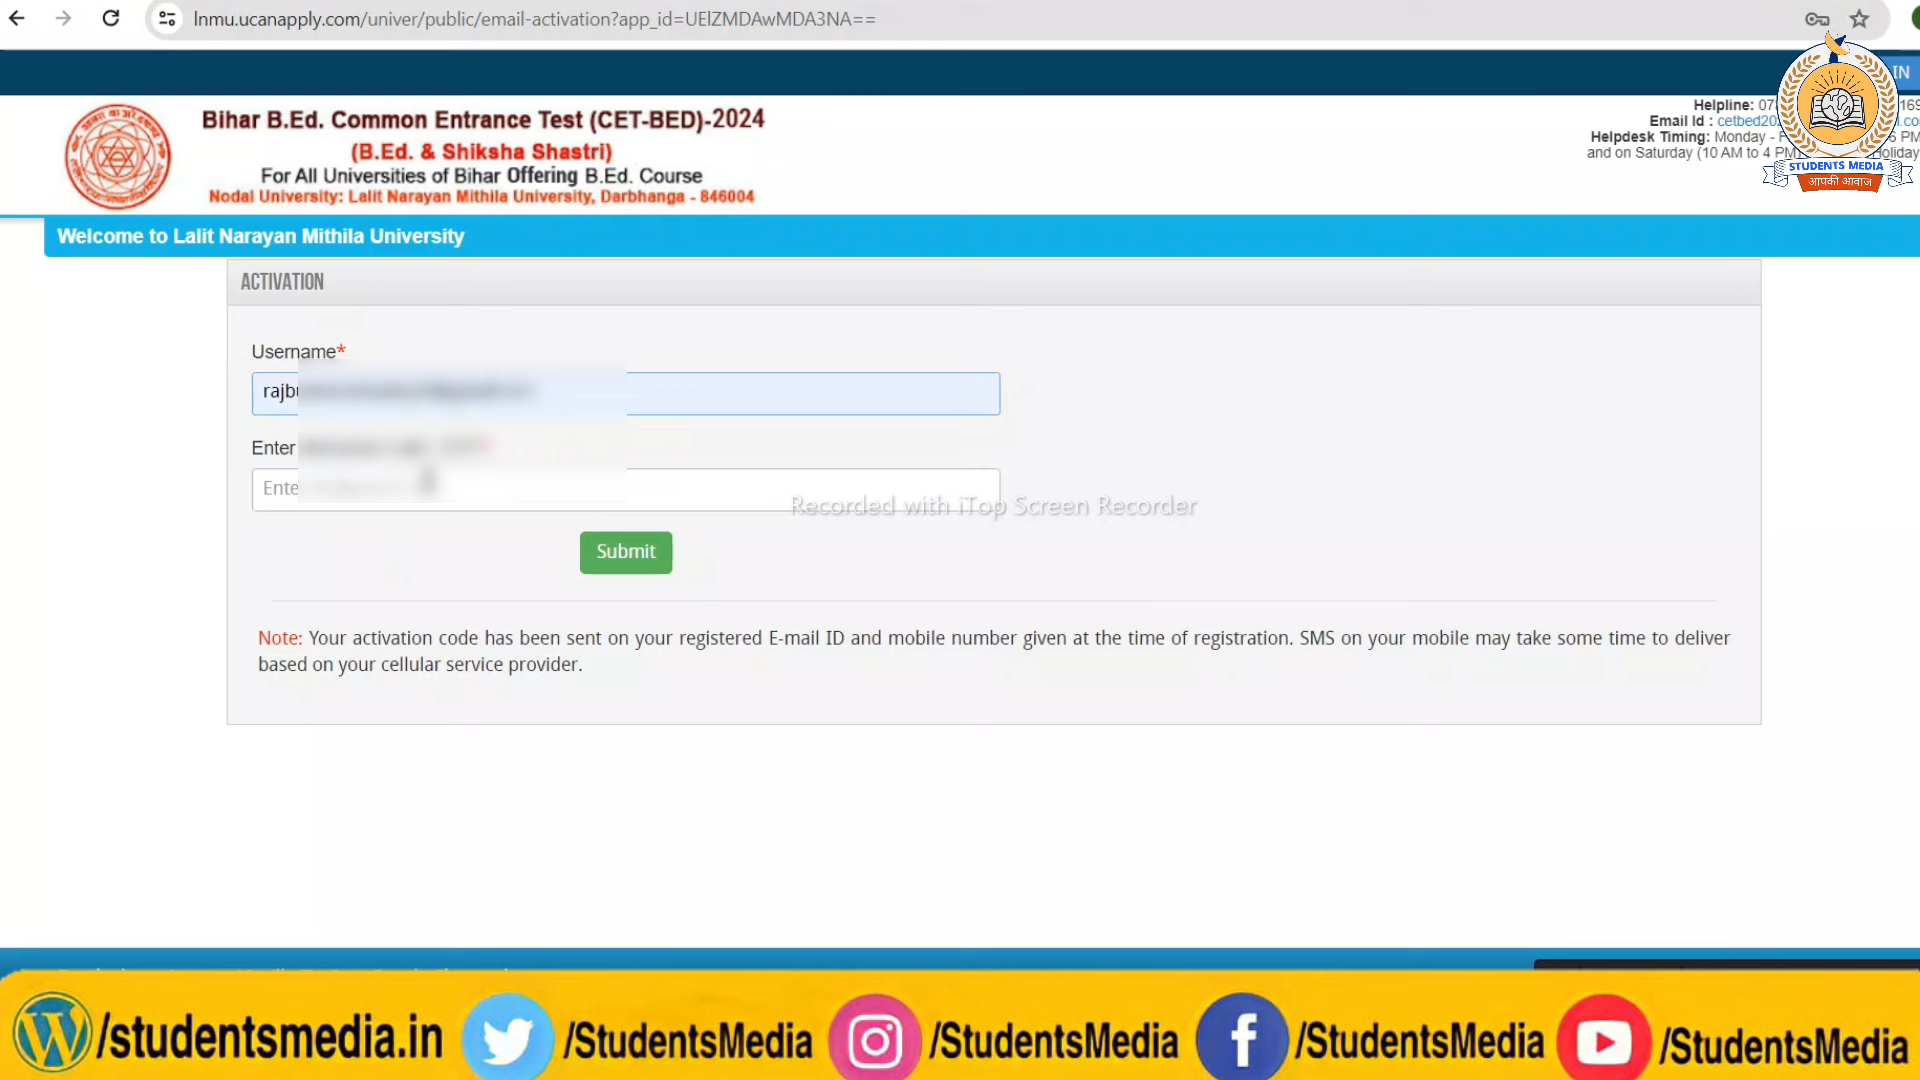 lnmu.ucanapply.com/univer/public/email-activation?app_id=UElZMDAwMDA3NA==
IN
Bihar B.Ed. Common Entrance Test (CET-BED)-2024
(B.Ed. & Shiksha Shastri)
For All Universities of Bihar Offering B.Ed. Course
Nodal University: Lalit Narayan Mithila University, Darbhanga - 846004
Helpline:
Email Id :
Helpdesk Timing: Monday -
and on Saturday (10 AM to 4 PM)
STUDENTS MEDIA
आपकी आवाज
Welcome to Lalit Narayan Mithila University
ACTIVATION
Username*
Enter
Recorded with iTop Screen Recorder
Submit
Note: Your activation code has been sent on your registered E-mail ID and mobile number given at the time of registration. SMS on your mobile may take some time to deliver
based on your cellular service provider.
/studentsmedia.in /StudentsMedia /StudentsMedia /StudentsMedia /StudentsMedia